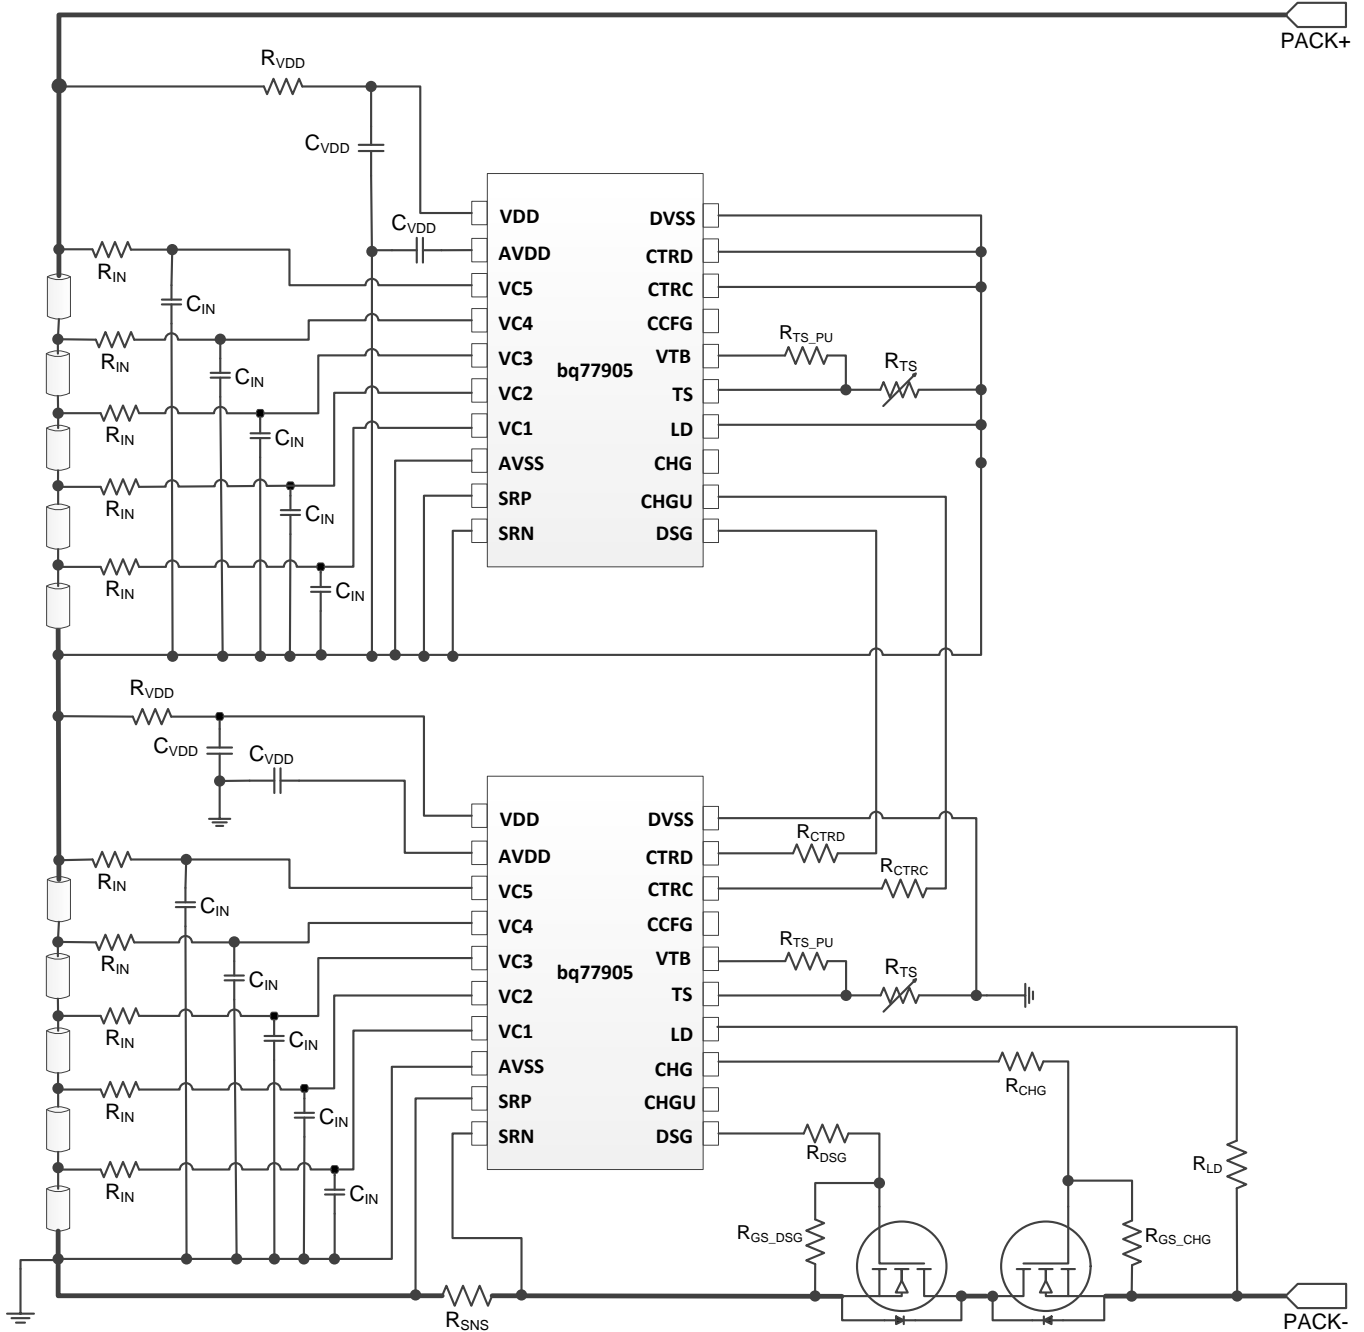 PACK+
RVDD
CVDD
CVDD
VDD
AVDD
VC5
VC4
VC3
VC2
VC1
AVSS
SRP
SRN
bq77905
DVSS
CTRD
CTRC
CCFG
VTB
TS
LD
CHG
CHGU
DSG
RIN
CIN
RIN
CIN
RIN
CIN
RIN
CIN
RIN
CIN
RTS_PU
RTS
RVDD
CVDD
CVDD
VDD
AVDD
VC5
VC4
VC3
VC2
VC1
AVSS
SRP
SRN
bq77905
DVSS
CTRD
CTRC
CCFG
VTB
TS
LD
CHG
CHGU
DSG
RIN
CIN
RIN
CIN
RIN
CIN
RIN
CIN
RIN
CIN
RCTRD
RCTRC
RTS_PU
RTS
RCHG
RDSG
RLD
RGS_DSG
RGS_CHG
RSNS
PACK-